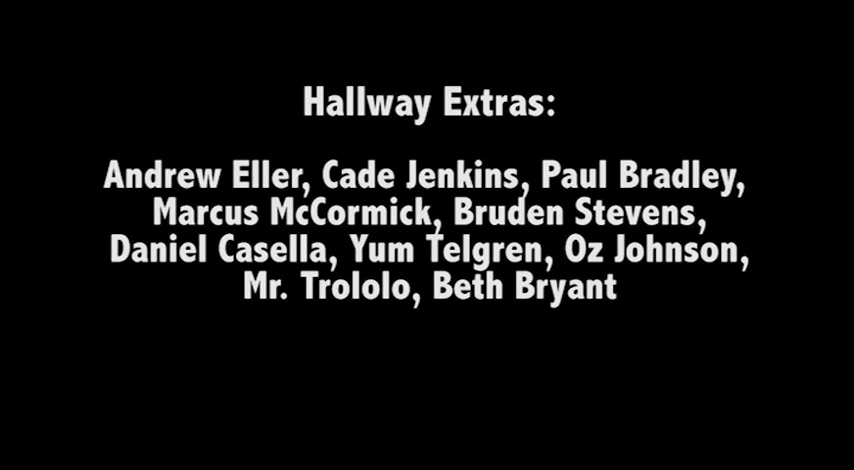 Hallway Extras:
Andrew Eller, Cade Jenkins, Paul Bradley,
Marcus McCormick, Bruden Stevens,
Daniel Casella, Yum Telgren, Oz Johnson,
Mr. Trololo, Beth Bryant